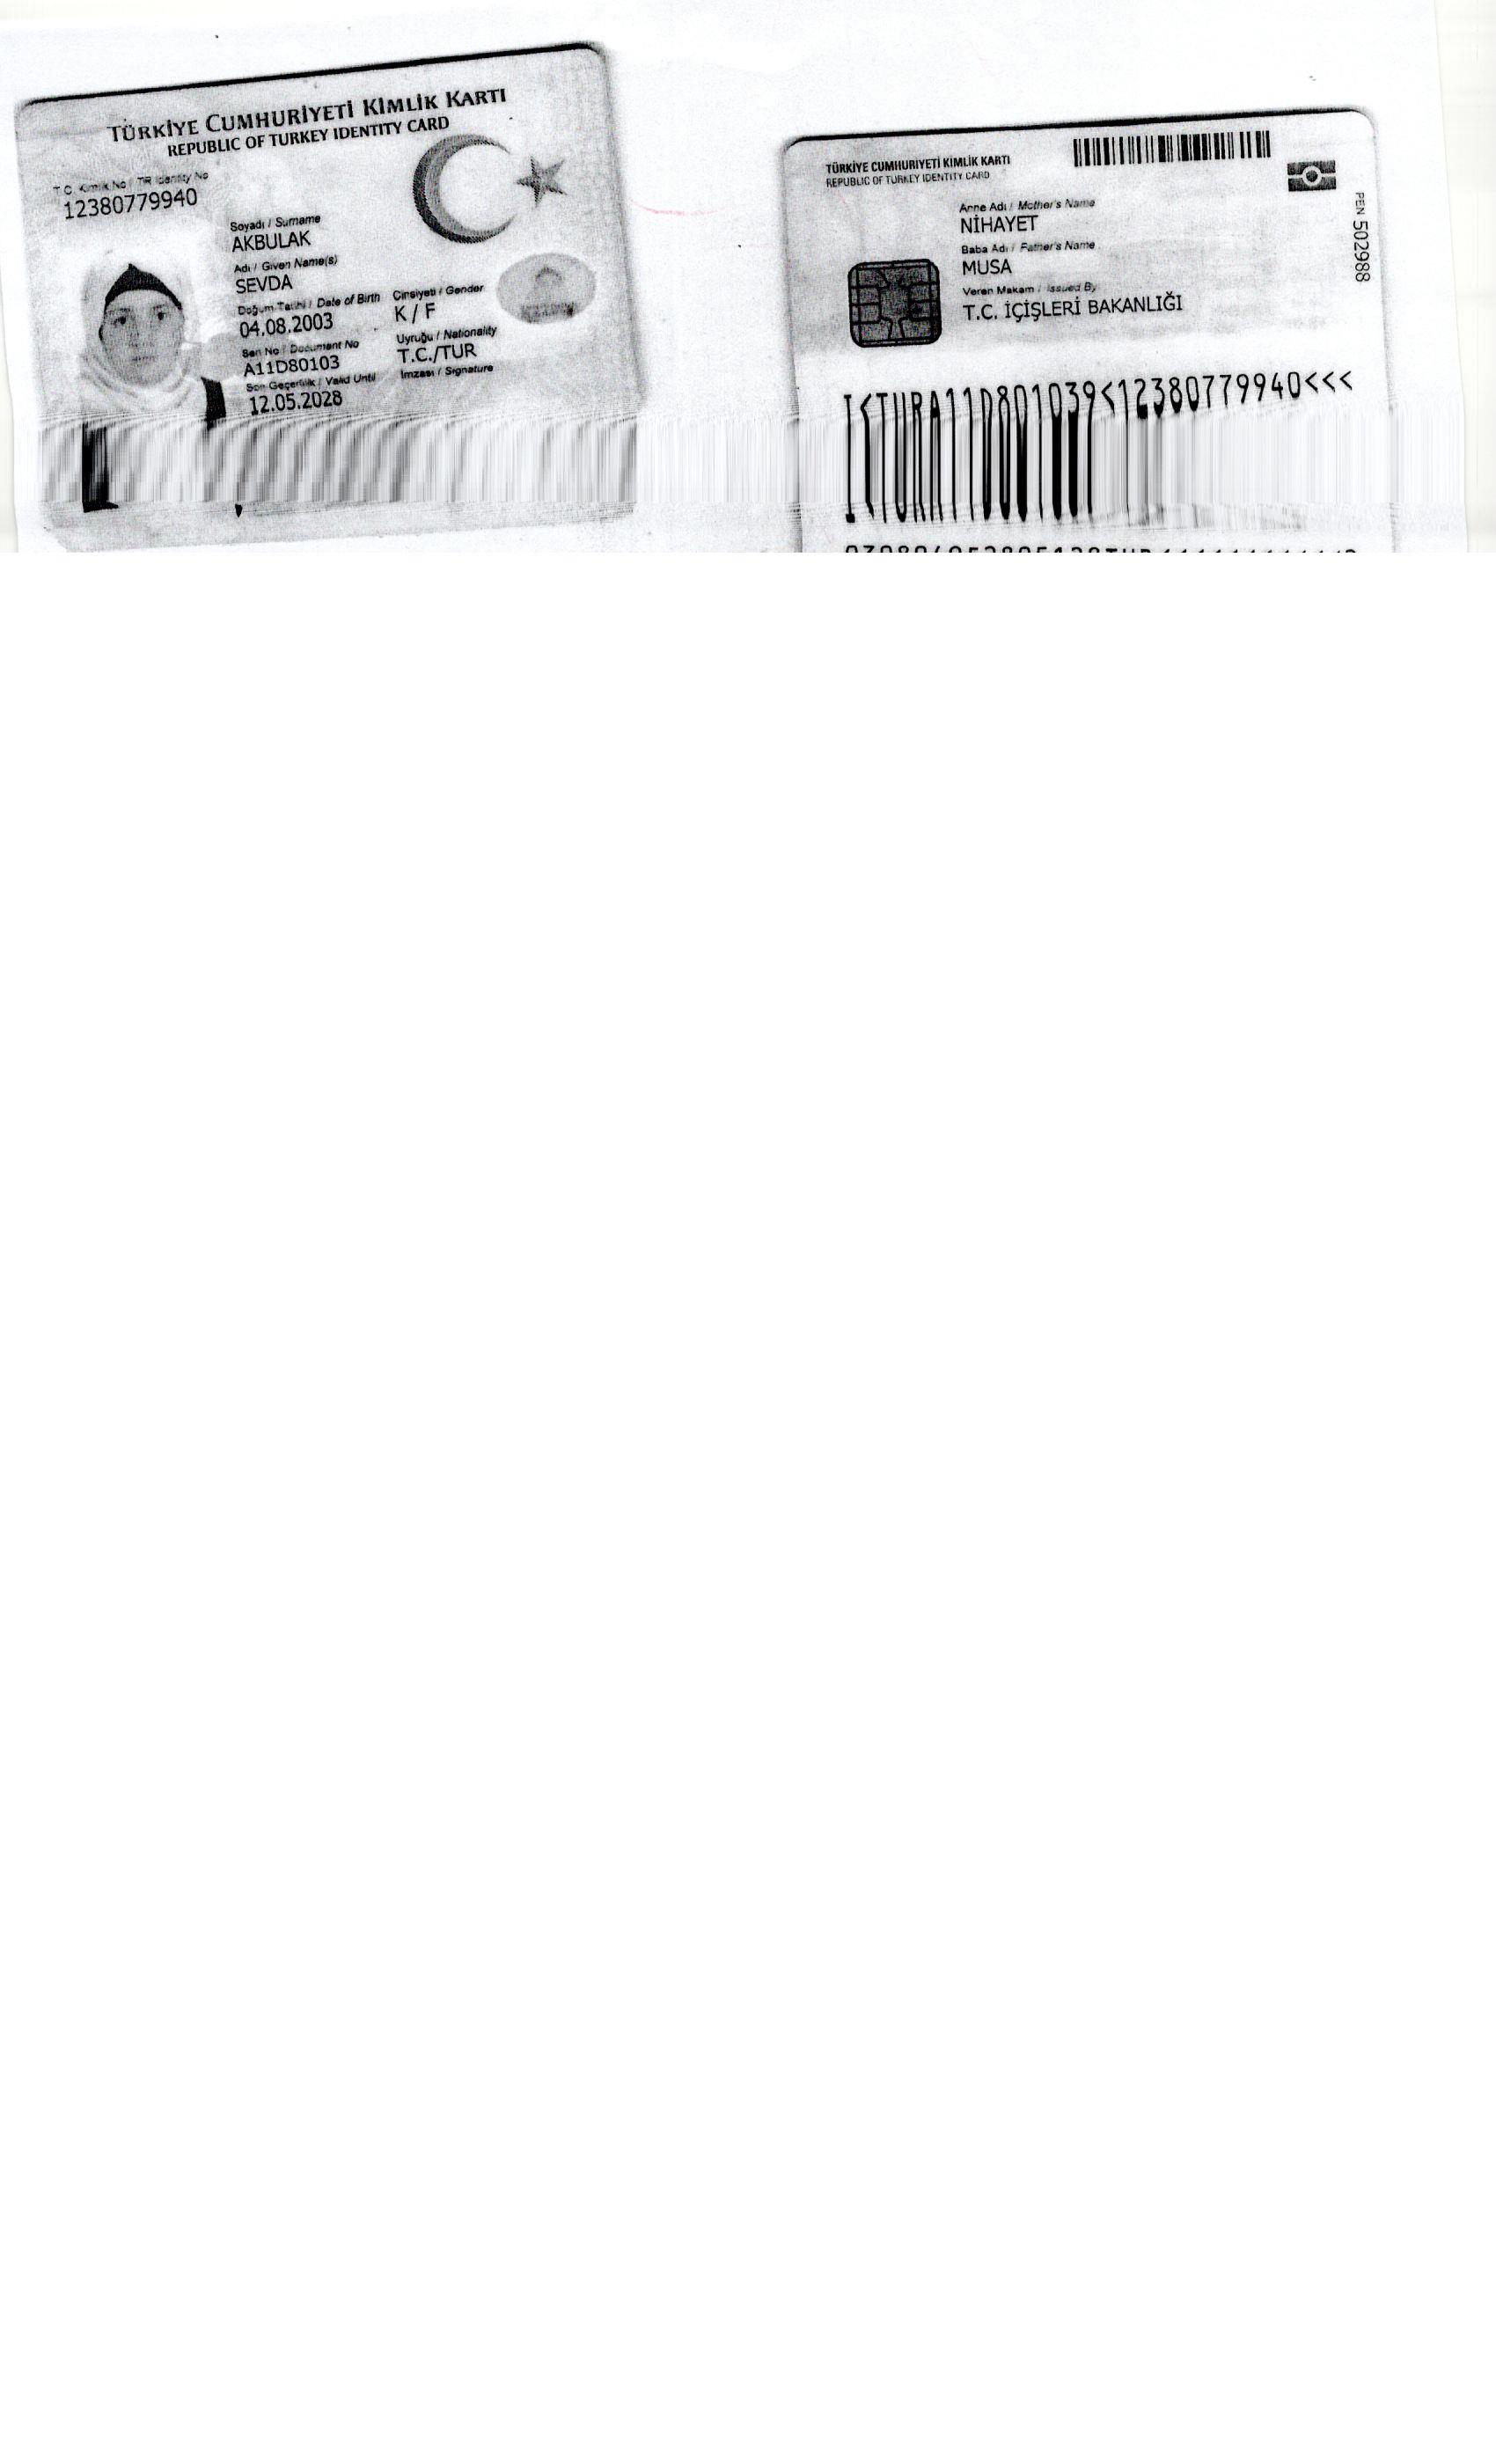 TÜRKİYE CUMHURİYETİ KİMLİK KARTI
REPUBLIC OF TURKEY IDENTITY CARD
T.C. Kimlik No / TR Identity No
12380779940
Soyadı / Surname
AKBULAK
Adı / Given Name(s)
SEVDA
Doğum Tarihi / Date of Birth Cinsiyeti / Gender
04.08.2003 K / F
Seri No / Document No Uyruğu / Nationality
A11D80103 T.C./TUR
Son Geçerlilik / Valid Until İmzası / Signature
12.05.2028
TÜRKİYE CUMHURİYETİ KİMLİK KARTI
REPUBLIC OF TURKEY IDENTITY CARD
Anne Adı / Mother's Name
NİHAYET
Baba Adı / Father's Name
MUSA
Veren Makam / Issued By
T.C. İÇİŞLERİ BAKANLIĞI
PEN 502988
I<TURA11D801039<12380779940<<<